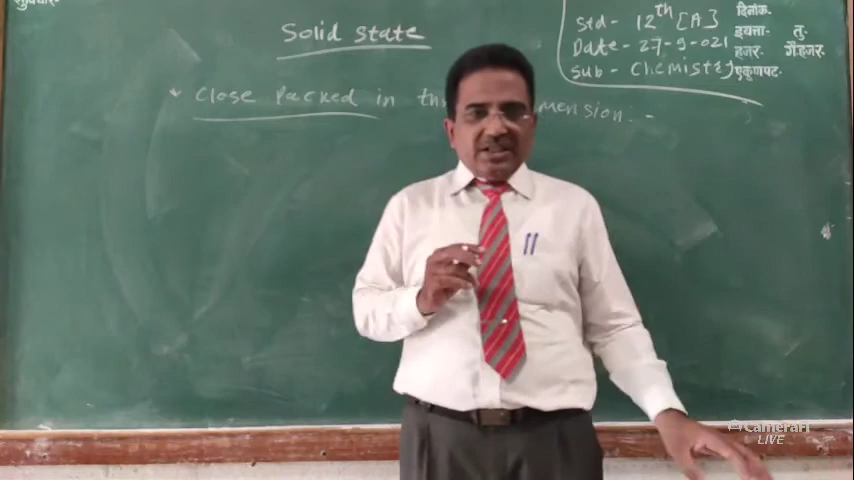 सुविचार-
Solid state
Std- 12th [A]
Date- 27-9-021
Sub- Chemistry
दिनांक-
इयत्ता- तु.
हजर- गैरहजर-
एकूणपट-
* Close Packed in mension:-
CameraFi
LIVE